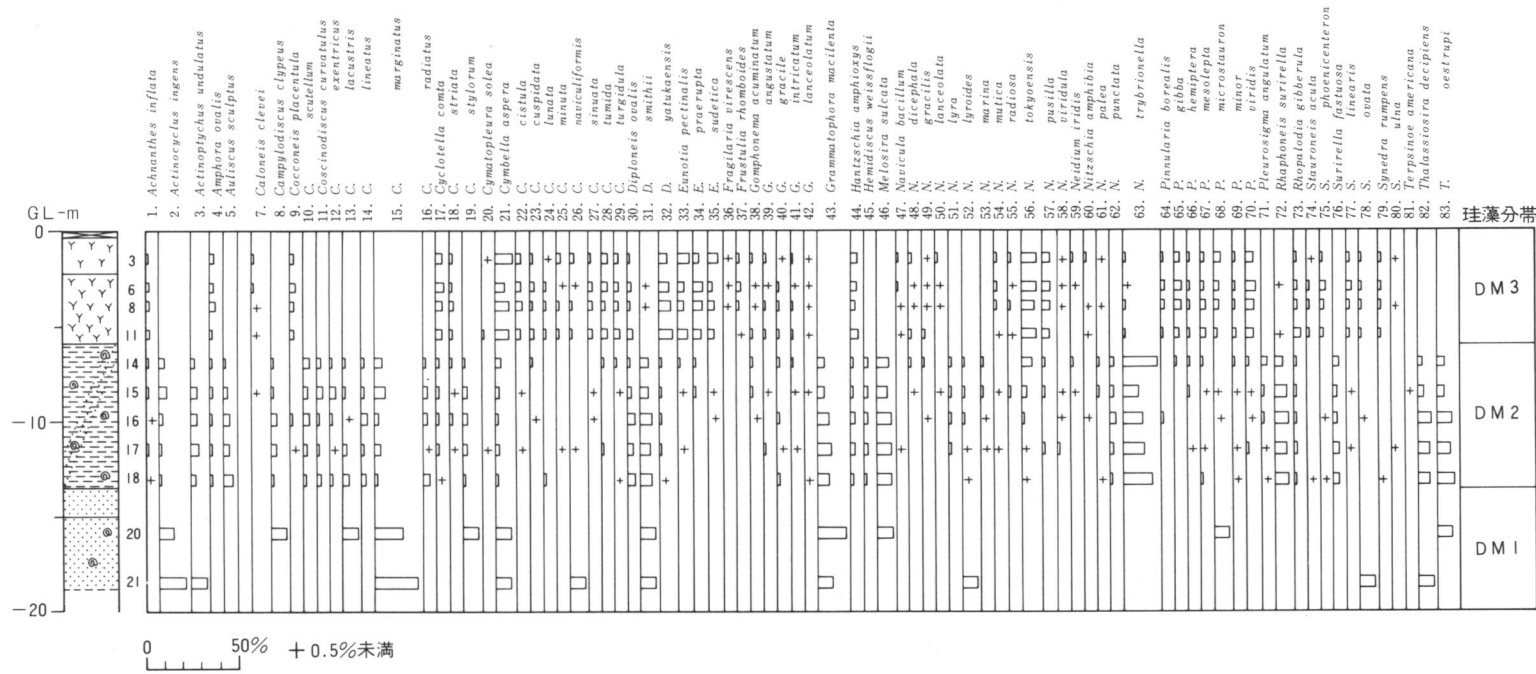 1. Achnanthes inflata
2. Actinocyclus ingens
3. Actinoptychus undulatus
4. Amphora ovalis
5. Auliscus sculptus
7. Caloneis clevei
8. Campylodiscus clypeus
9. Cocconeis placentula
10. C. scutellum
11. Coscinodiscus curvatulus
12. C. exentricus
13. C. lacustris
14. C. lineatus
15. C. marginatus
16. C. radiatus
17. Cyclotella comta
18. C. striata
19. C. stylorum
20. Cymatopleura solea
21. Cymbella aspera
22. C. cistula
23. C. cuspidata
24. C. lunata
25. C. minuta
26. C. naviculiformis
27. C. sinuata
28. C. tumida
29. C. turgidula
30. Diploneis ovalis
31. D. smithii
32. D. yatukaensis
33. Eunotia pectinalis
34. E. praerupta
35. E. sudetica
36. Fragilaria virescens
37. Frustulia rhomboides
38. Gomphonema acuminatum
39. G. angustatum
40. G. gracile
41. G. intricatum
42. G. lanceolatum
43. Grammatophora macilenta
44. Hantzschia amphioxys
45. Hemidiscus weissflogii
46. Melosira sulcata
47. Navicula bacillum
48. N. dicephala
49. N. gracilis
50. N. lanceolata
51. N. lyra
52. N. lyroides
53. N. marina
54. N. mutica
55. N. radiosa
56. N. tokyoensis
57. N. pusilla
58. N. viridula
59. Neidium iridis
60. Nitzschia amphibia
61. N. palea
62. N. punctata
63. N. trybrionella
64. Pinnularia borealis
65. P. gibba
66. P. hemiptera
67. P. mesolepta
68. P. microstauron
69. P. minor
70. P. viridis
71. Pleurosigma angulatum
72. Rhaphoneis surirella
73. Rhopalodia gibberula
74. Stauroneis acuta
75. S. phoenicenteron
76. Surirella fastuosa
77. S. linearis
78. S. ovata
79. Synedra rumpens
80. S. ulna
81. Terpsinoe americana
82. Thalassiosira decipiens
83. T. oestrupi
GL-m
珪藻分帯
0
3
6
8
11
DM3
14
15
-10
16
17
18
DM2
20
21
DM1
-20
0 50% + 0.5%未満